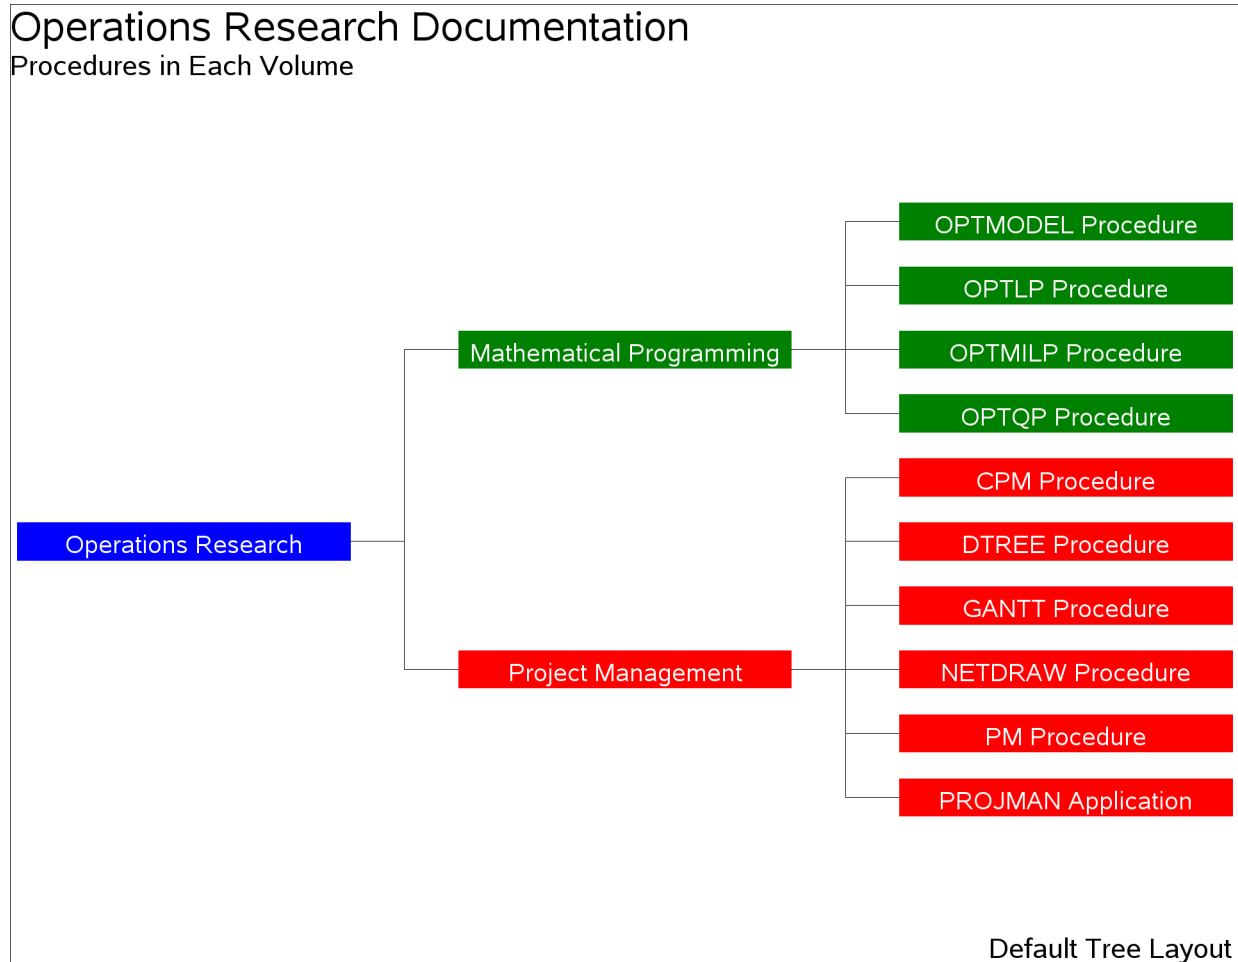 Operations Research Documentation
Procedures in Each Volume
OPTMODEL Procedure
OPTLP Procedure
Mathematical Programming
OPTMILP Procedure
OPTQP Procedure
CPM Procedure
Operations Research
DTREE Procedure
GANTT Procedure
Project Management
NETDRAW Procedure
PM Procedure
PROJMAN Application
Default Tree Layout